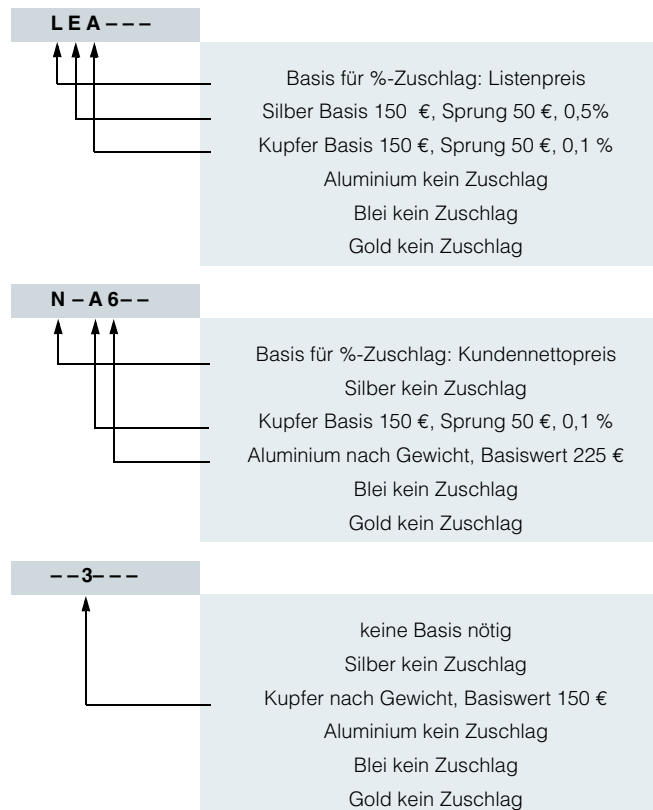 L E A – – –
Basis für %-Zuschlag: Listenpreis
Silber Basis 150 €, Sprung 50 €, 0,5%
Kupfer Basis 150 €, Sprung 50 €, 0,1 %
Aluminium kein Zuschlag
Blei kein Zuschlag
Gold kein Zuschlag
N – A 6 – –
Basis für %-Zuschlag: Kundennettopreis
Silber kein Zuschlag
Kupfer Basis 150 €, Sprung 50 €, 0,1 %
Aluminium nach Gewicht, Basiswert 225 €
Blei kein Zuschlag
Gold kein Zuschlag
– – 3 – – –
keine Basis nötig
Silber kein Zuschlag
Kupfer nach Gewicht, Basiswert 150 €
Aluminium kein Zuschlag
Blei kein Zuschlag
Gold kein Zuschlag